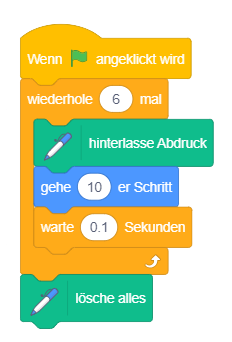 Wenn angeklickt wird
wiederhole 6 mal
hinterlasse Abdruck
gehe 10 er Schritt
warte 0.1 Sekunden
lösche alles